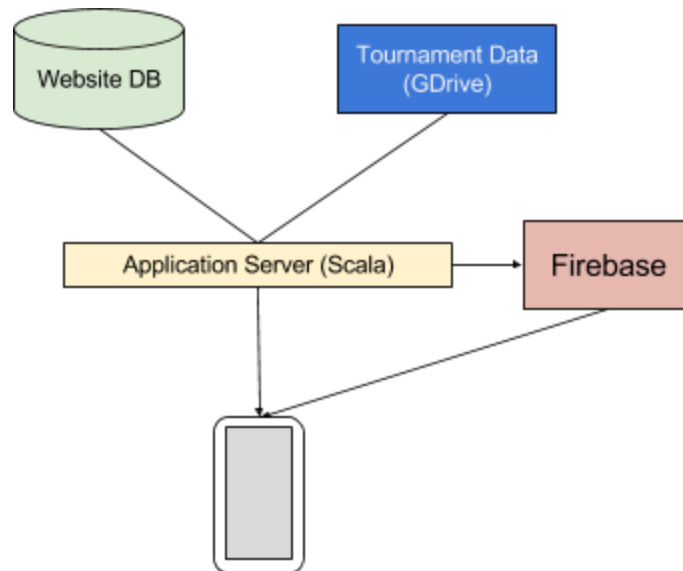 Website DB
Tournament Data
(GDrive)
Application Server (Scala)
Firebase